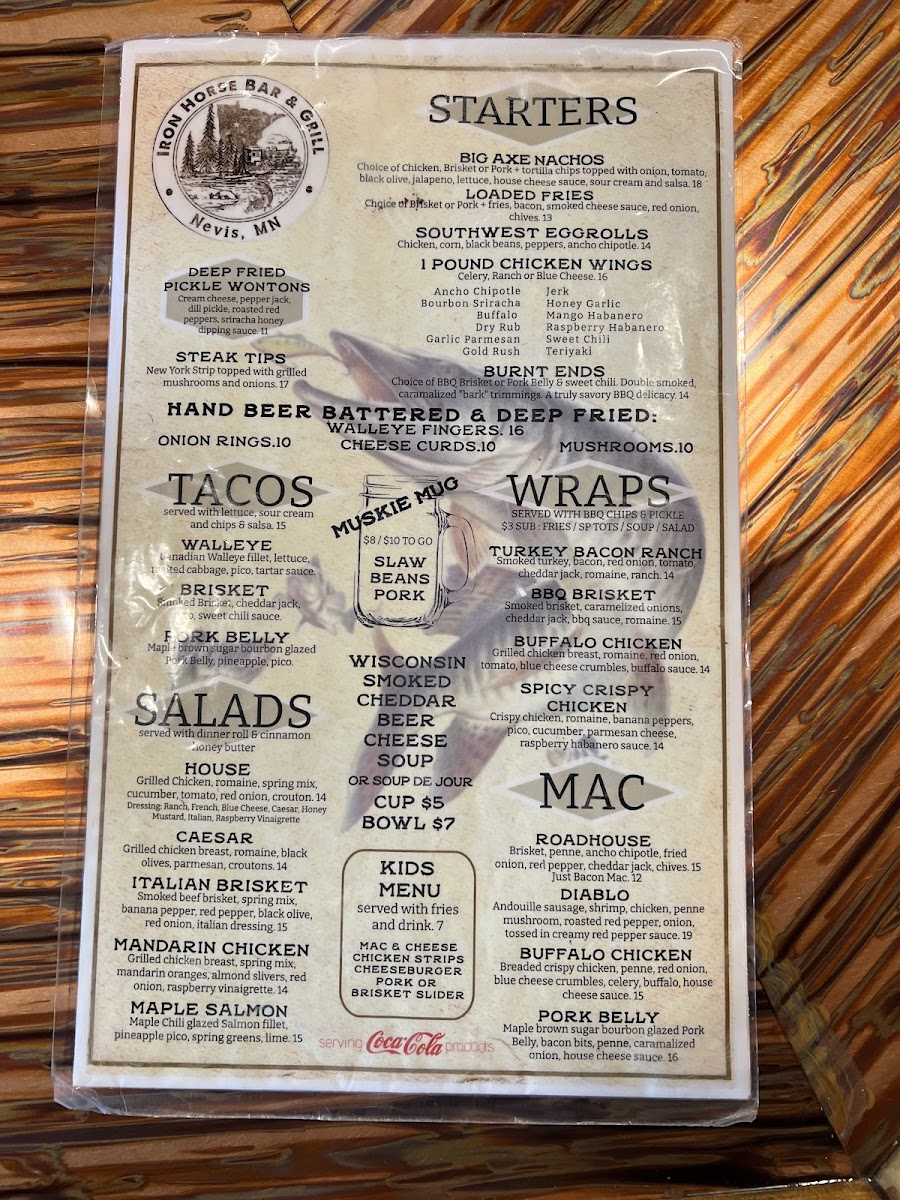 IRON HORSE BAR & GRILL
Nevis, MN
STARTERS
BIG AXE NACHOS
Choice of Chicken, Brisket or Pork + tortilla chips topped with onion, tomato,
black olive, jalapeno, lettuce, house cheese sauce, sour cream and salsa. 18
LOADED FRIES
Choice of Brisket or Pork + fries, bacon, smoked cheese sauce, red onion,
chives. 13
SOUTHWEST EGGROLLS
Chicken, corn, black beans, peppers, ancho chipotle. 14
1 POUND CHICKEN WINGS
Celery, Ranch or Blue Cheese. 16
Ancho Chipotle Jerk
Bourbon Sriracha Honey Garlic
Buffalo Mango Habanero
Dry Rub Raspberry Habanero
Garlic Parmesan Sweet Chili
Gold Rush Teriyaki
BURNT ENDS
Choice of BBQ Brisket or Pork Belly & sweet chili. Double smoked,
caramalized "bark" trimmings. A truly savory BBQ delicacy. 14
DEEP FRIED
PICKLE WONTONS
Cream cheese, pepper jack,
dill pickle, roasted red
peppers, sriracha honey
dipping sauce. 11
STEAK TIPS
New York Strip topped with grilled
mushrooms and onions. 17
HAND BEER BATTERED & DEEP FRIED:
WALLEYE FINGERS. 16
ONION RINGS.10 CHEESE CURDS.10 MUSHROOMS.10
TACOS
served with lettuce, sour cream
and chips & salsa. 15
WALLEYE
Canadian Walleye fillet, lettuce,
cabbage, pico, tartar sauce.
BRISKET
Smoked Brisket, cheddar jack,
sweet chili sauce.
PORK BELLY
Maple brown sugar bourbon glazed
Pork Belly, pineapple, pico.
SALADS
served with dinner roll & cinnamon
honey butter
HOUSE
Grilled Chicken, romaine, spring mix,
cucumber, tomato, red onion, crouton. 14
Dressing: Ranch, French, Blue Cheese, Caesar, Honey
Mustard, Italian, Raspberry Vinaigrette
CAESAR
Grilled chicken breast, romaine, black
olives, parmesan, croutons. 14
ITALIAN BRISKET
Smoked beef brisket, spring mix,
banana pepper, red pepper, black olive,
red onion, italian dressing. 15
MANDARIN CHICKEN
Grilled chicken breast, spring mix,
mandarin oranges, almond slivers, red
onion, raspberry vinaigrette. 14
MAPLE SALMON
Maple Chili glazed Salmon fillet,
pineapple pico, spring greens, lime. 15
MUSKIE MUG
$8 / $10 TO GO
SLAW
BEANS
PORK
WISCONSIN
SMOKED
CHEDDAR
BEER
CHEESE
SOUP
OR SOUP DE JOUR
CUP $5
BOWL $7
KIDS
MENU
served with fries
and drink. 7
MAC & CHEESE
CHICKEN STRIPS
CHEESEBURGER
PORK OR
BRISKET SLIDER
serving Coca-Cola products
WRAPS
SERVED WITH BBQ CHIPS & PICKLE
$3 SUB : FRIES / SP TOTS / SOUP / SALAD
TURKEY BACON RANCH
Smoked turkey, bacon, red onion, tomato,
cheddar jack, romaine, ranch. 14
BBQ BRISKET
Smoked brisket, caramelized onions,
cheddar jack, bbq sauce, romaine. 15
BUFFALO CHICKEN
Grilled chicken breast, romaine, red onion,
tomato, blue cheese crumbles, buffalo sauce. 14
SPICY CRISPY
CHICKEN
Crispy chicken, romaine, banana peppers,
pico, cucumber, parmesan cheese,
raspberry habanero sauce. 14
MAC
ROADHOUSE
Brisket, penne, ancho chipotle, fried
onion, red pepper, cheddar jack, chives. 15
Just Bacon Mac. 12
DIABLO
Andouille sausage, shrimp, chicken, penne
mushroom, roasted red pepper, onion,
tossed in creamy red pepper sauce. 19
BUFFALO CHICKEN
Breaded crispy chicken, penne, red onion,
blue cheese crumbles, celery, buffalo, house
cheese sauce. 15
PORK BELLY
Maple brown sugar bourbon glazed Pork
Belly, bacon bits, penne, caramalized
onion, house cheese sauce. 16